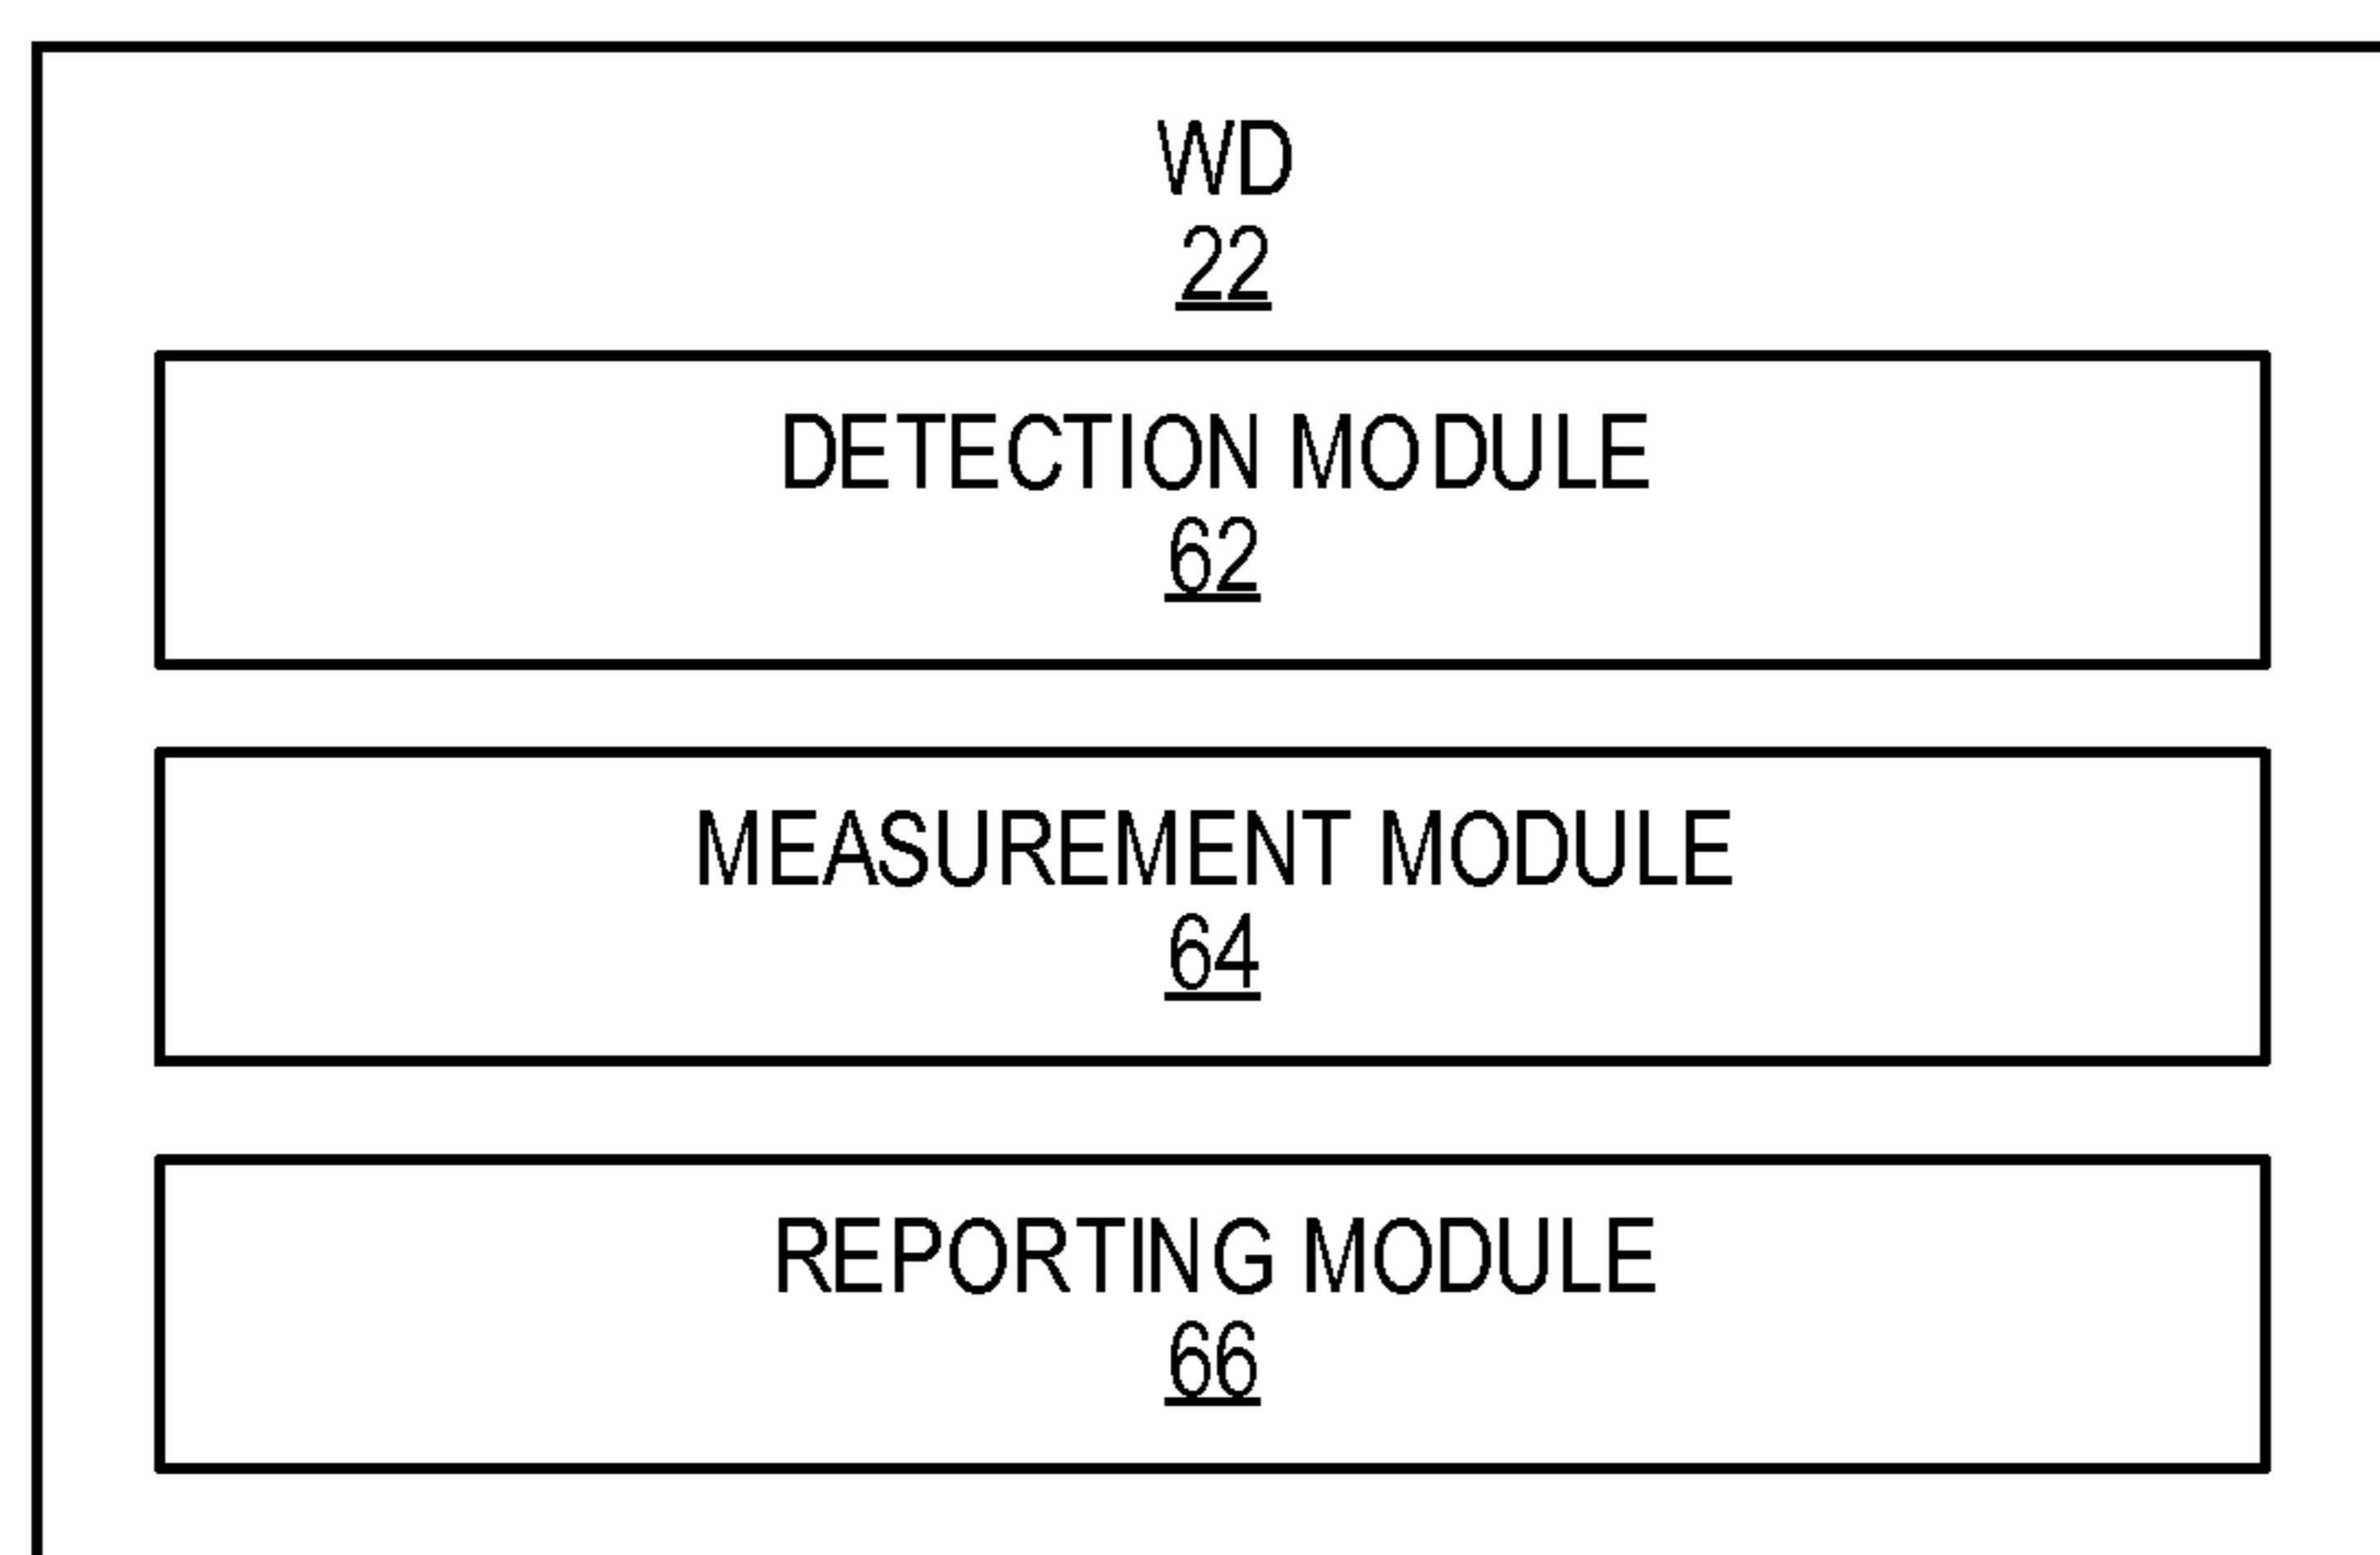 WD
22
DETECTION MODULE
62
MEASUREMENT MODULE
64
REPORTING MODULE
66